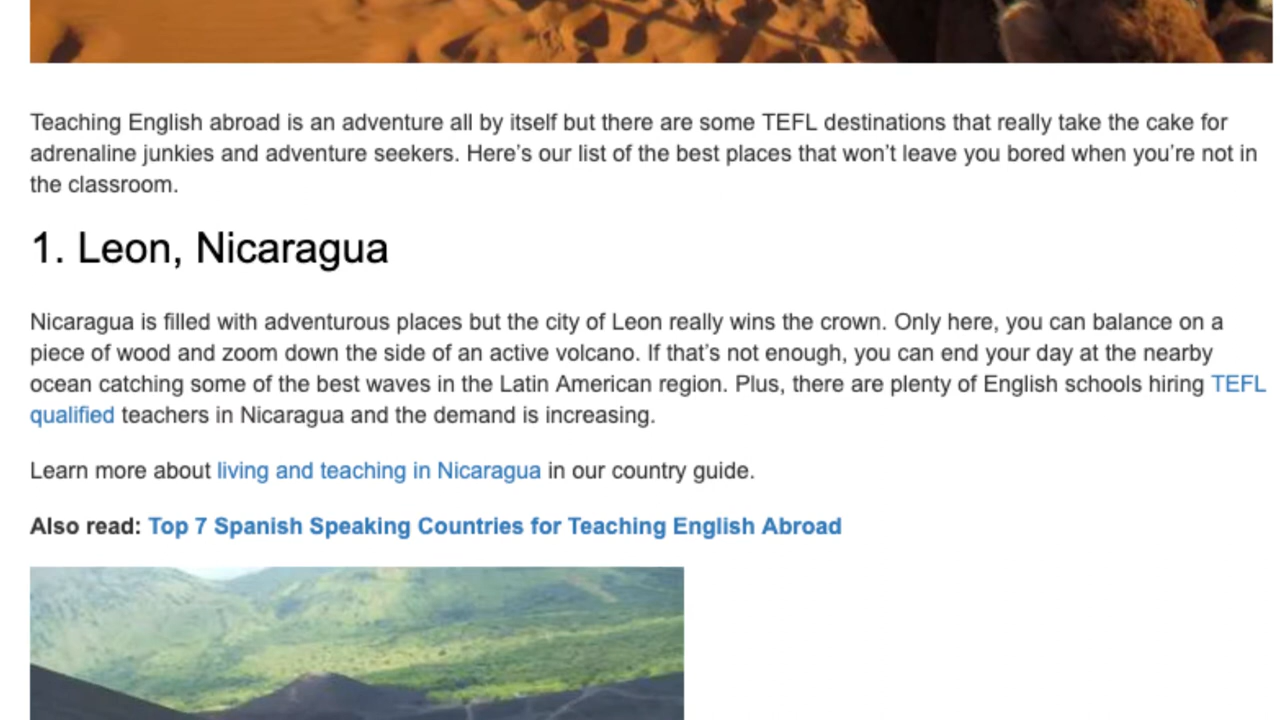 Teaching English abroad is an adventure all by itself but there are some TEFL destinations that really take the cake for
adrenaline junkies and adventure seekers. Here’s our list of the best places that won’t leave you bored when you’re not in
the classroom.
1. Leon, Nicaragua
Nicaragua is filled with adventurous places but the city of Leon really wins the crown. Only here, you can balance on a
piece of wood and zoom down the side of an active volcano. If that’s not enough, you can end your day at the nearby
ocean catching some of the best waves in the Latin American region. Plus, there are plenty of English schools hiring TEFL
qualified teachers in Nicaragua and the demand is increasing.
Learn more about living and teaching in Nicaragua in our country guide.
Also read: Top 7 Spanish Speaking Countries for Teaching English Abroad